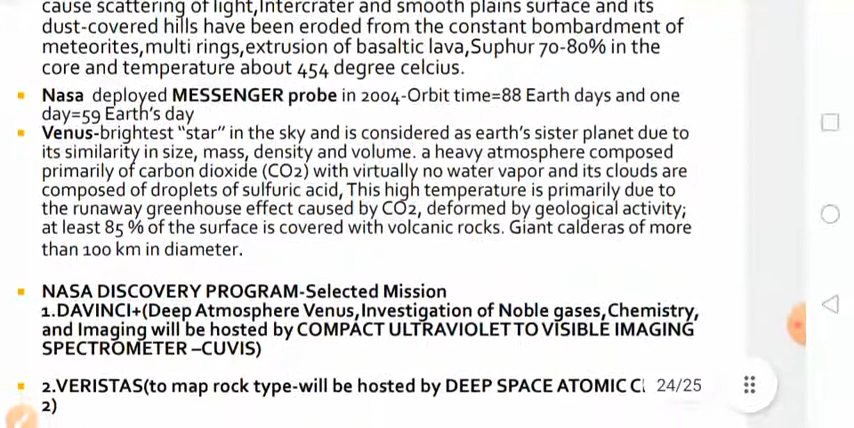 cause scattering of light,Intercrater and smooth plains surface and its
dust-covered hills have been eroded from the constant bombardment of
meteorites,multi rings,extrusion of basaltic lava,Suphur 70-80% in the
core and temperature about 454 degree celcius.
Nasa deployed MESSENGER probe in 2004-Orbit time=88 Earth days and one
day=59 Earth's day
Venus-brightest "star" in the sky and is considered as earth's sister planet due to
its similarity in size, mass, density and volume. a heavy atmosphere composed
primarily of carbon dioxide (CO2) with virtually no water vapor and its clouds are
composed of droplets of sulfuric acid, This high temperature is primarily due to
the runaway greenhouse effect caused by CO2, deformed by geological activity;
at least 85 % of the surface is covered with volcanic rocks. Giant calderas of more
than 100 km in diameter.
NASA DISCOVERY PROGRAM-Selected Mission
1.DAVINCI+(Deep Atmosphere Venus,Investigation of Noble gases,Chemistry,
and Imaging will be hosted by COMPACT ULTRAVIOLET TO VISIBLE IMAGING
SPECTROMETER –CUVIS)
2.VERISTAS(to map rock type-will be hosted by DEEP SPACE ATOMIC 24/25
2)